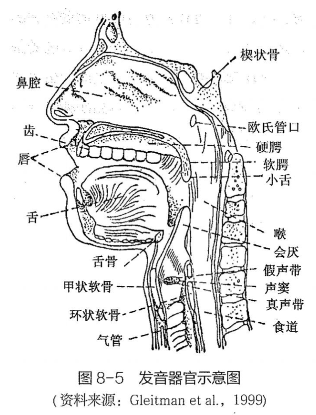 楔状骨
鼻腔
欧氏管口
齿
硬腭
唇
软腭
小舌
舌
喉
会厌
舌骨
假声带
甲状软骨
声窦
环状软骨
真声带
气管
食道
图 8-5 发音器官示意图
(资料来源：Gleitman et al., 1999)